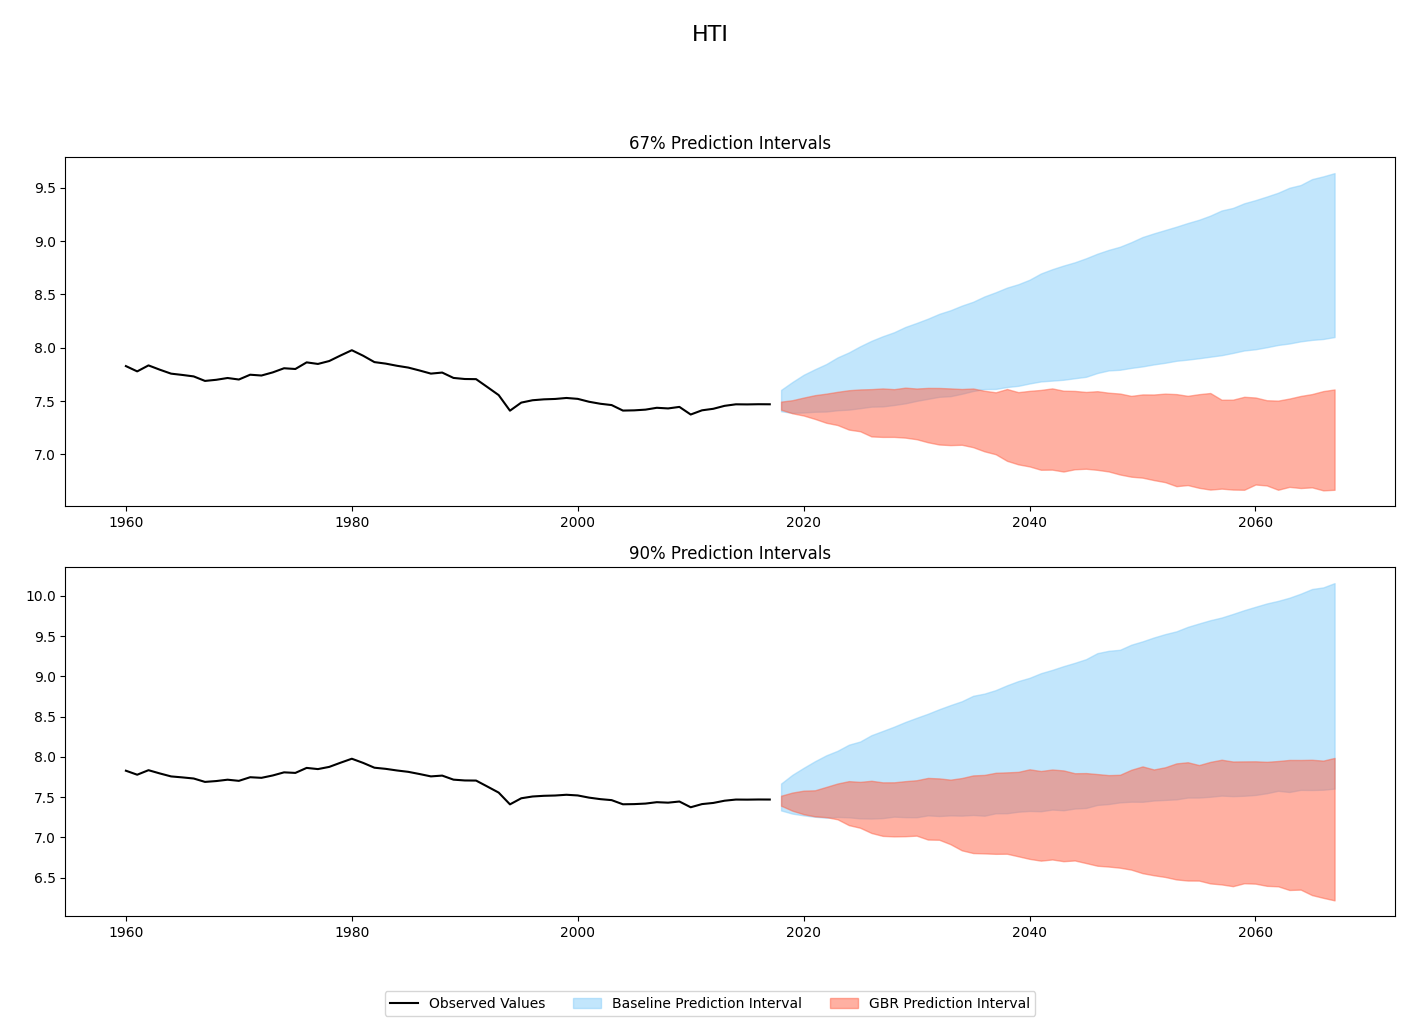 HTI
67% Prediction Intervals
9.5
9.0
8.5
8.0
7.5
7.0
1960 1980 2000 2020 2040 2060
90% Prediction Intervals
10.0
9.5
9.0
8.5
8.0
7.5
7.0
6.5
1960 1980 2000 2020 2040 2060
Observed Values Baseline Prediction Interval GBR Prediction Interval